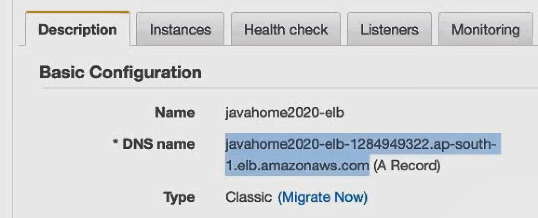 Description Instances Health check Listeners Monitoring
Basic Configuration
Name javahome2020-elb
* DNS name javahome2020-elb-1284949322.ap-south-
1.elb.amazonaws.com (A Record)
Type Classic (Migrate Now)